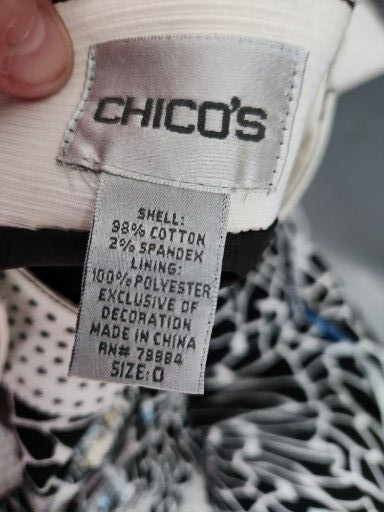 CHICO'S
SHELL:
98% COTTON
2% SPANDEX
LINING:
100% POLYESTER
EXCLUSIVE OF
DECORATION
MADE IN CHINA
RN# 79984
SIZE: 0